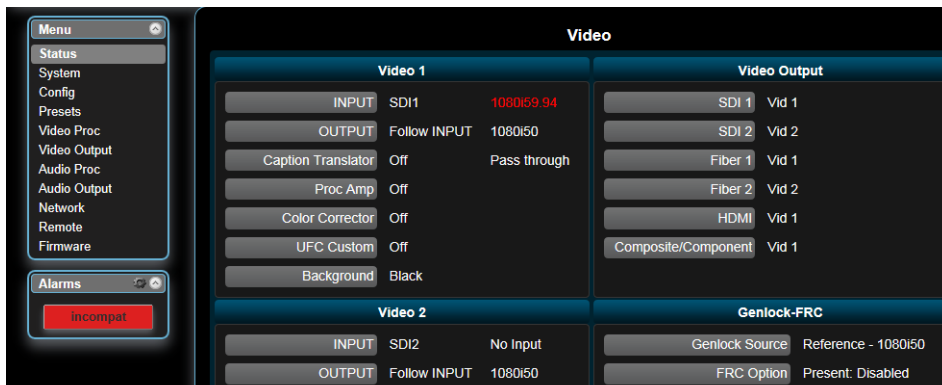 Menu
Status
System
Config
Presets
Video Proc
Video Output
Audio Proc
Audio Output
Network
Remote
Firmware
Alarms
incompat
Video
Video 1
INPUT SDI1 1080i59.94
OUTPUT Follow INPUT 1080i50
Caption Translator Off Pass through
Proc Amp Off
Color Corrector Off
UFC Custom Off
Background Black
Video Output
SDI 1 Vid 1
SDI 2 Vid 2
Fiber 1 Vid 1
Fiber 2 Vid 2
HDMI Vid 1
Composite/Component Vid 1
Video 2
INPUT SDI2 No Input
OUTPUT Follow INPUT 1080i50
Genlock-FRC
Genlock Source Reference - 1080i50
FRC Option Present: Disabled